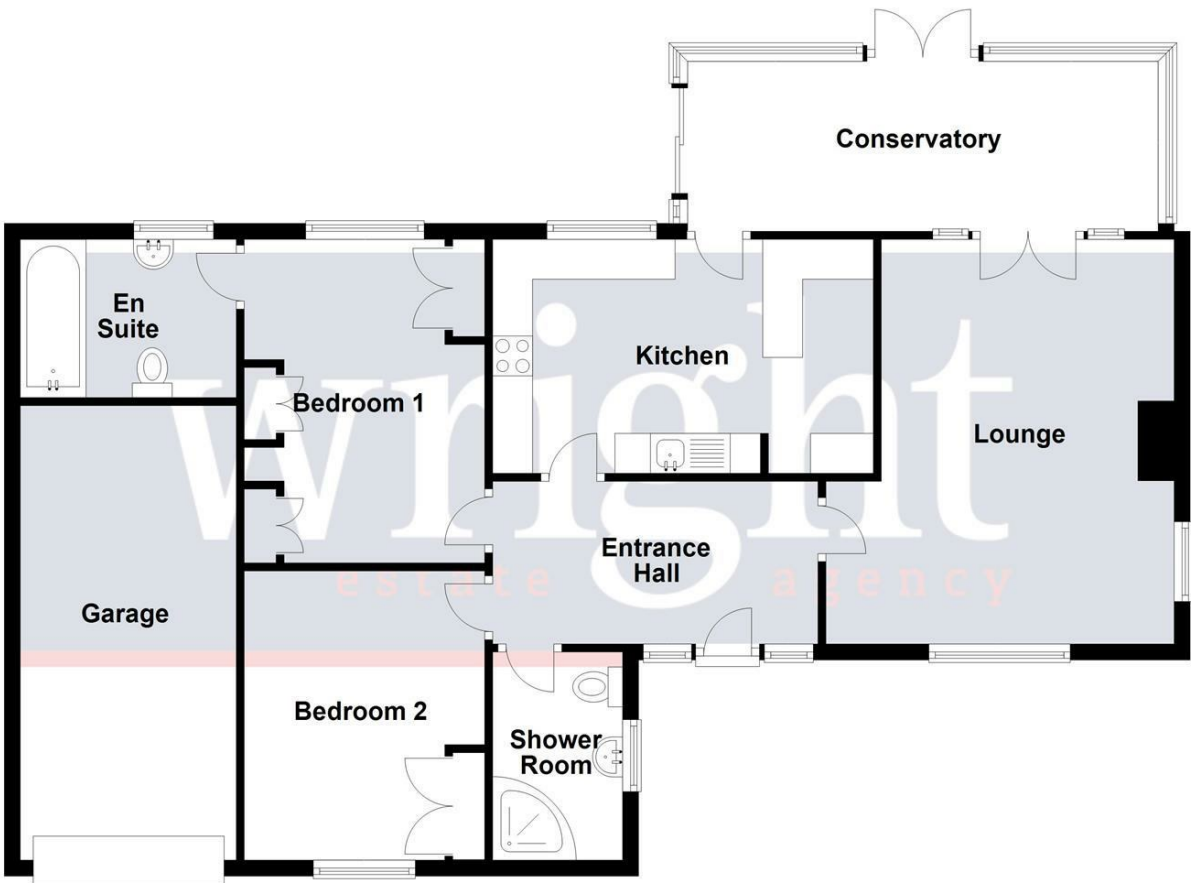 Conservatory
En
Suite
Kitchen
Bedroom 1
Lounge
wright
estate agency
Entrance
Hall
Garage
Bedroom 2
Shower
Room